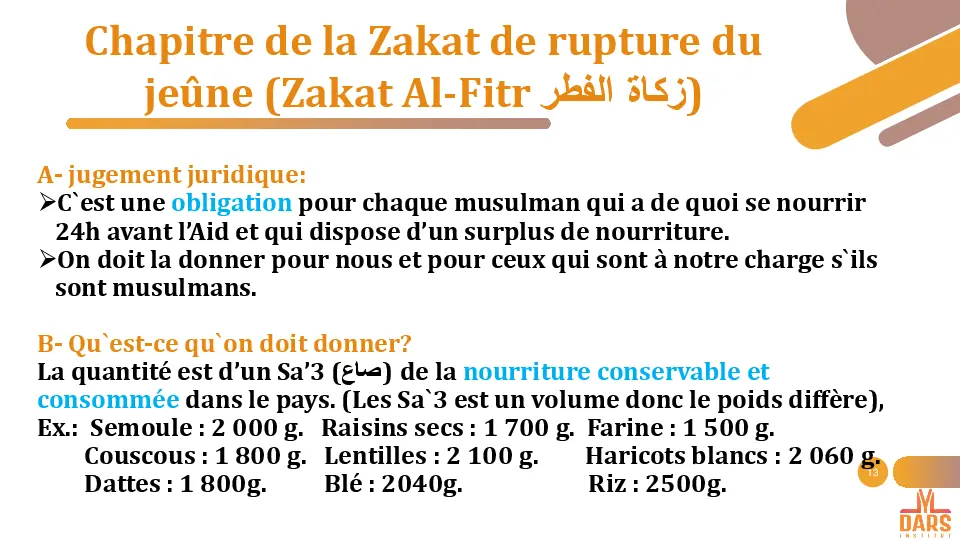 Chapitre de la Zakat de rupture du
jeûne (Zakat Al-Fitr زكاة الفطر)
A- jugement juridique:
➢C`est une obligation pour chaque musulman qui a de quoi se nourrir
24h avant l’Aid et qui dispose d’un surplus de nourriture.
➢On doit la donner pour nous et pour ceux qui sont à notre charge s`ils
sont musulmans.
B- Qu`est-ce qu`on doit donner?
La quantité est d’un Sa’3 (صاع) de la nourriture conservable et
consommée dans le pays. (Les Sa`3 est un volume donc le poids diffère),
Ex.: Semoule : 2 000 g. Raisins secs : 1 700 g. Farine : 1 500 g.
Couscous : 1 800 g. Lentilles : 2 100 g. Haricots blancs : 2 060 g.
Dattes : 1 800g. Blé : 2040g. Riz : 2500g.
13
DARS
INSTITUT